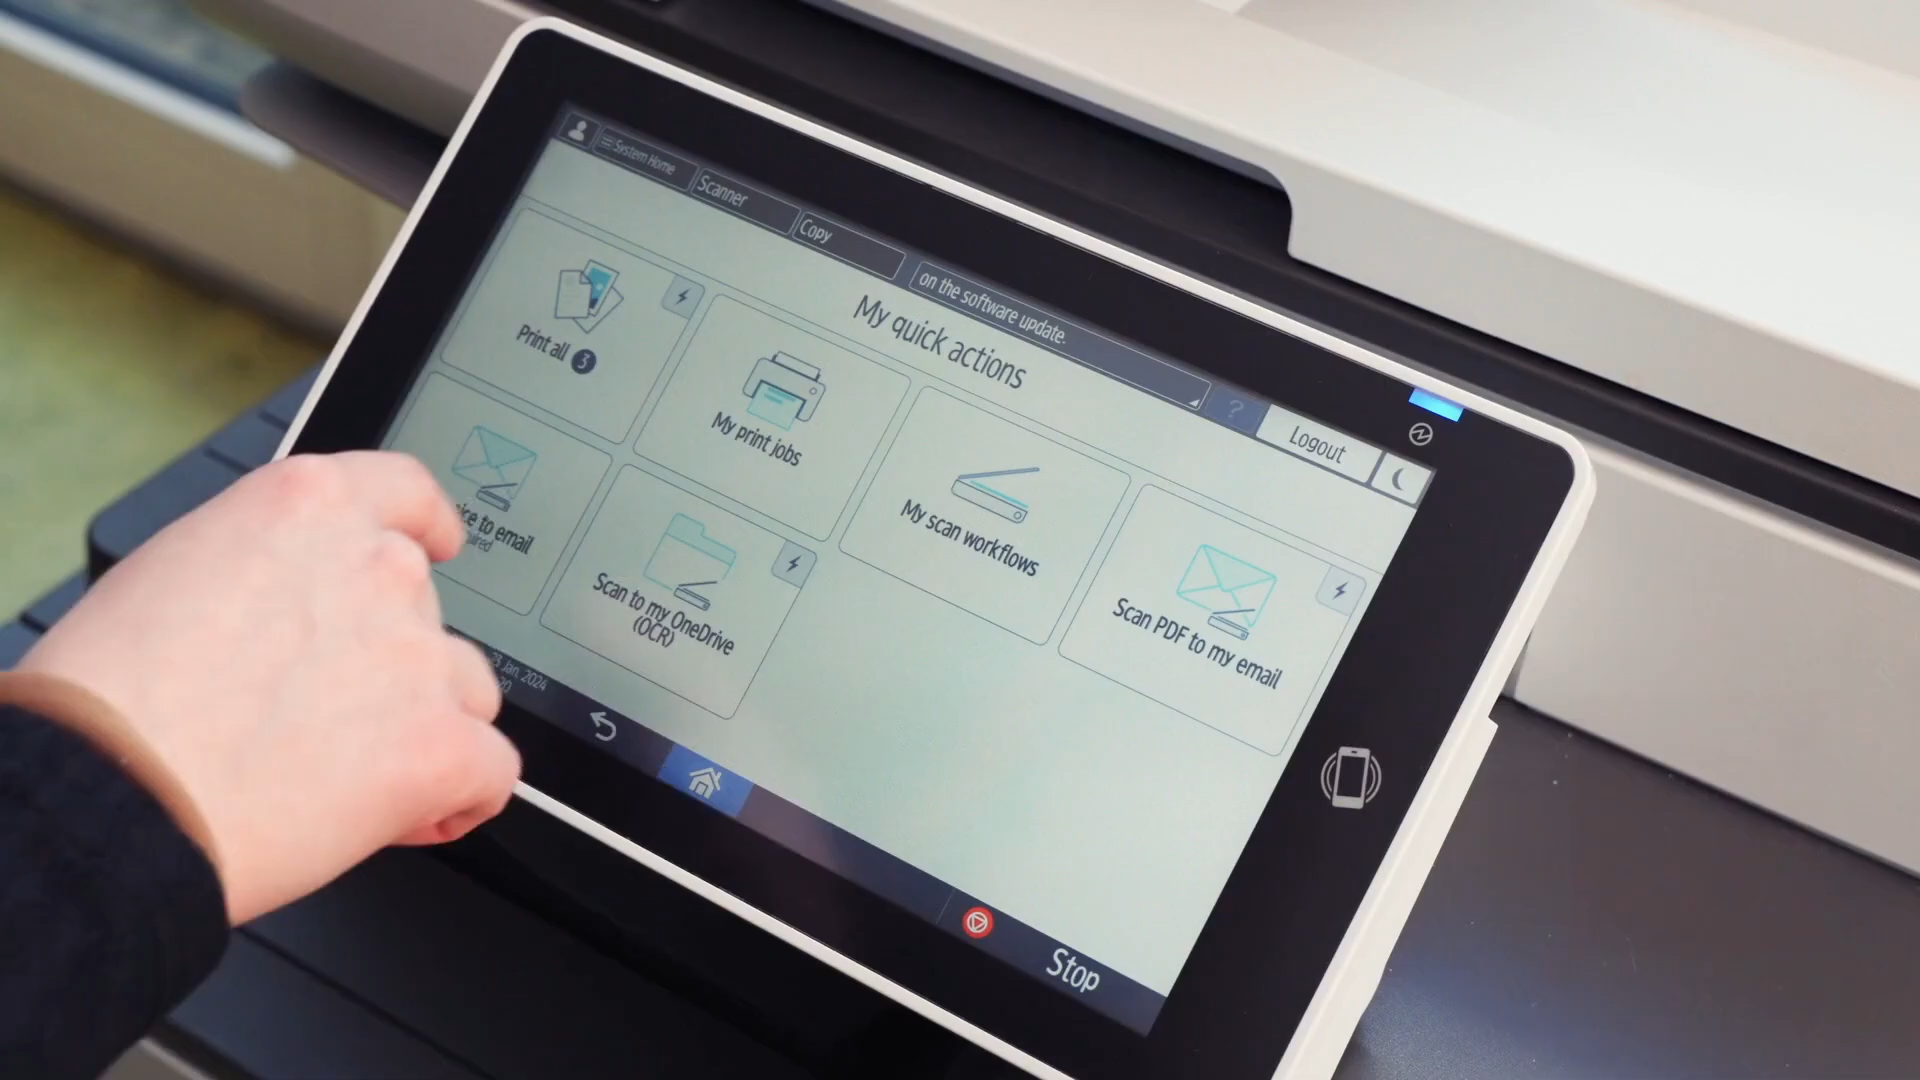 System Home
Scanner
Copy
on the software update.
?
Logout
My quick actions
Print all 3
My print jobs
My scan workflows
Scan PDF to my email
to email
Scan to my OneDrive
(OCR)
23 Jan. 2024
Stop